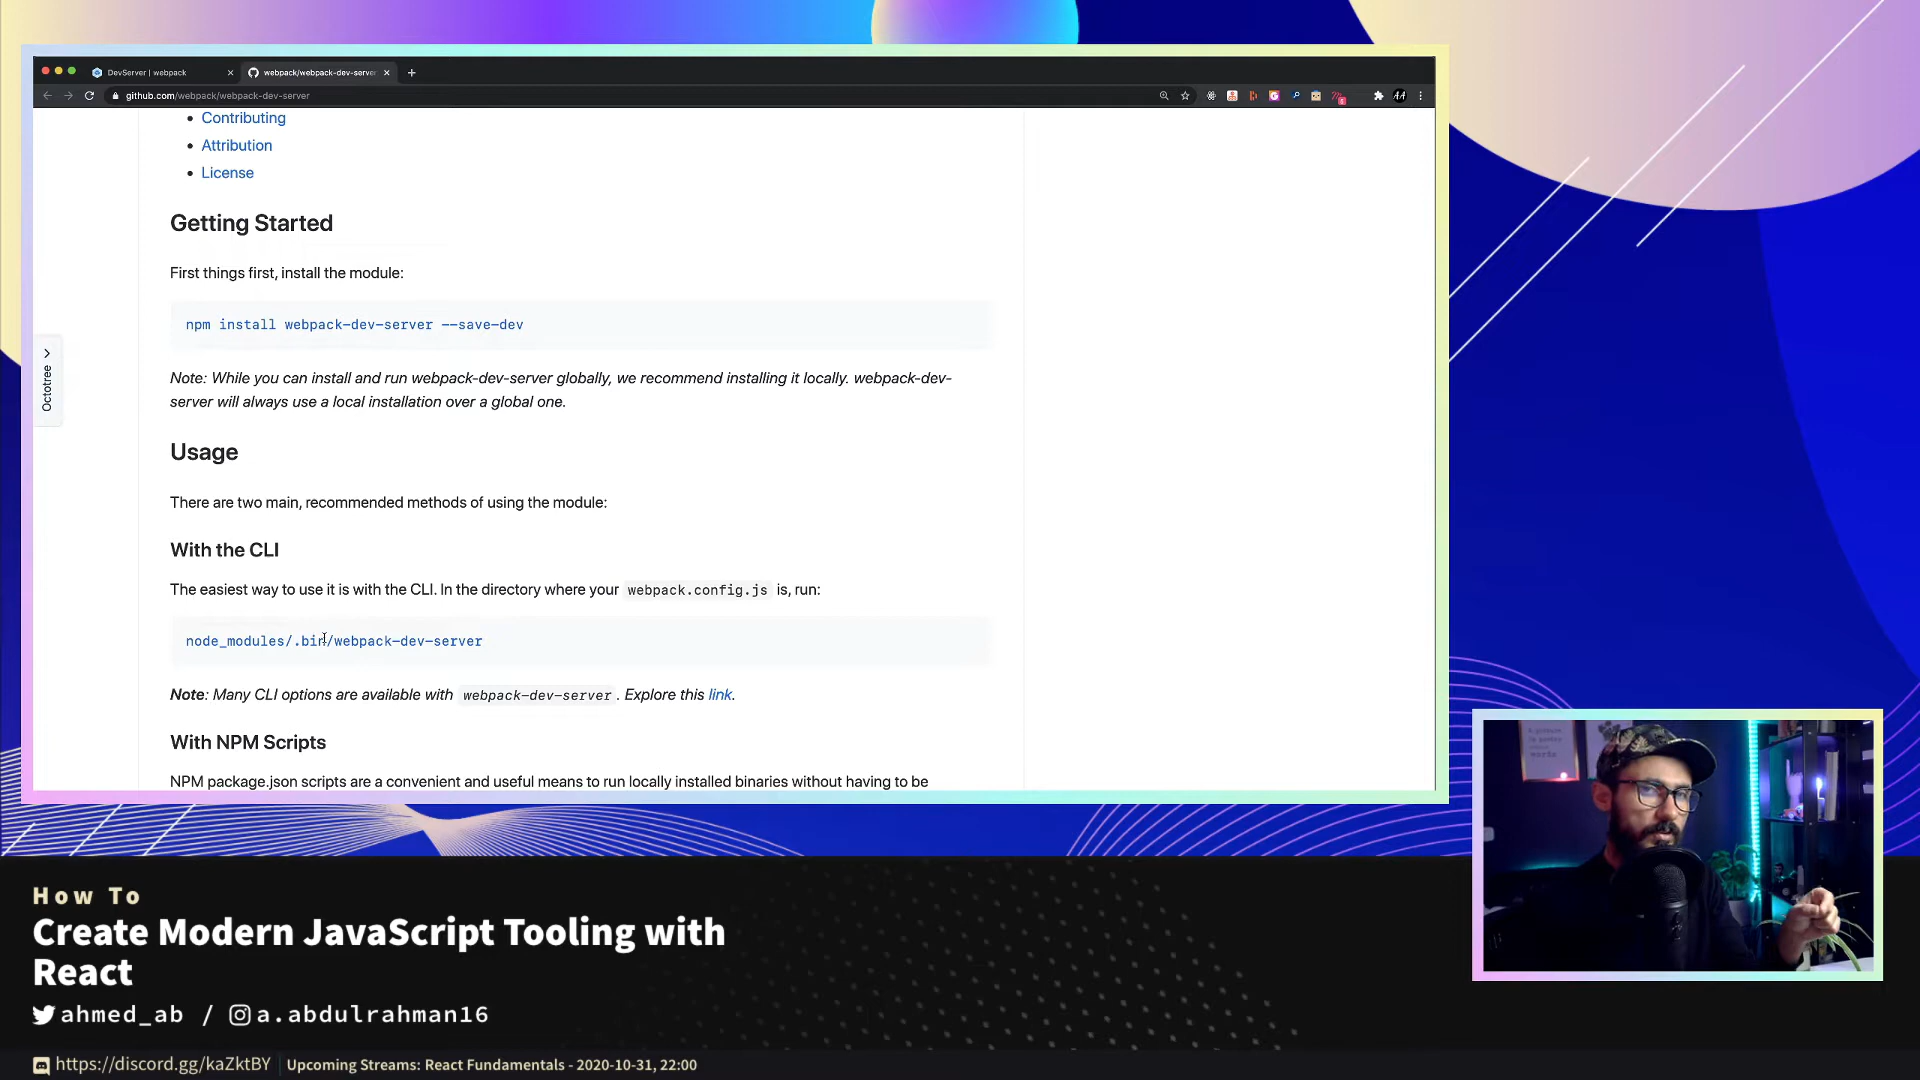 DevServer | webpack
webpack/webpack-dev-server
github.com/webpack/webpack-dev-server
Contributing
Attribution
License
Getting Started
First things first, install the module:
npm install webpack-dev-server --save-dev
Note: While you can install and run webpack-dev-server globally, we recommend installing it locally. webpack-dev-
server will always use a local installation over a global one.
Octotree
Usage
There are two main, recommended methods of using the module:
With the CLI
The easiest way to use it is with the CLI. In the directory where your webpack.config.js is, run:
node_modules/.bin/webpack-dev-server
Note: Many CLI options are available with webpack-dev-server . Explore this link.
With NPM Scripts
NPM package.json scripts are a convenient and useful means to run locally installed binaries without having to be
How To
Create Modern JavaScript Tooling with
React
ahmed_ab / a.abdulrahman16
https://discord.gg/kaZktBY Upcoming Streams: React Fundamentals - 2020-10-31, 22:00